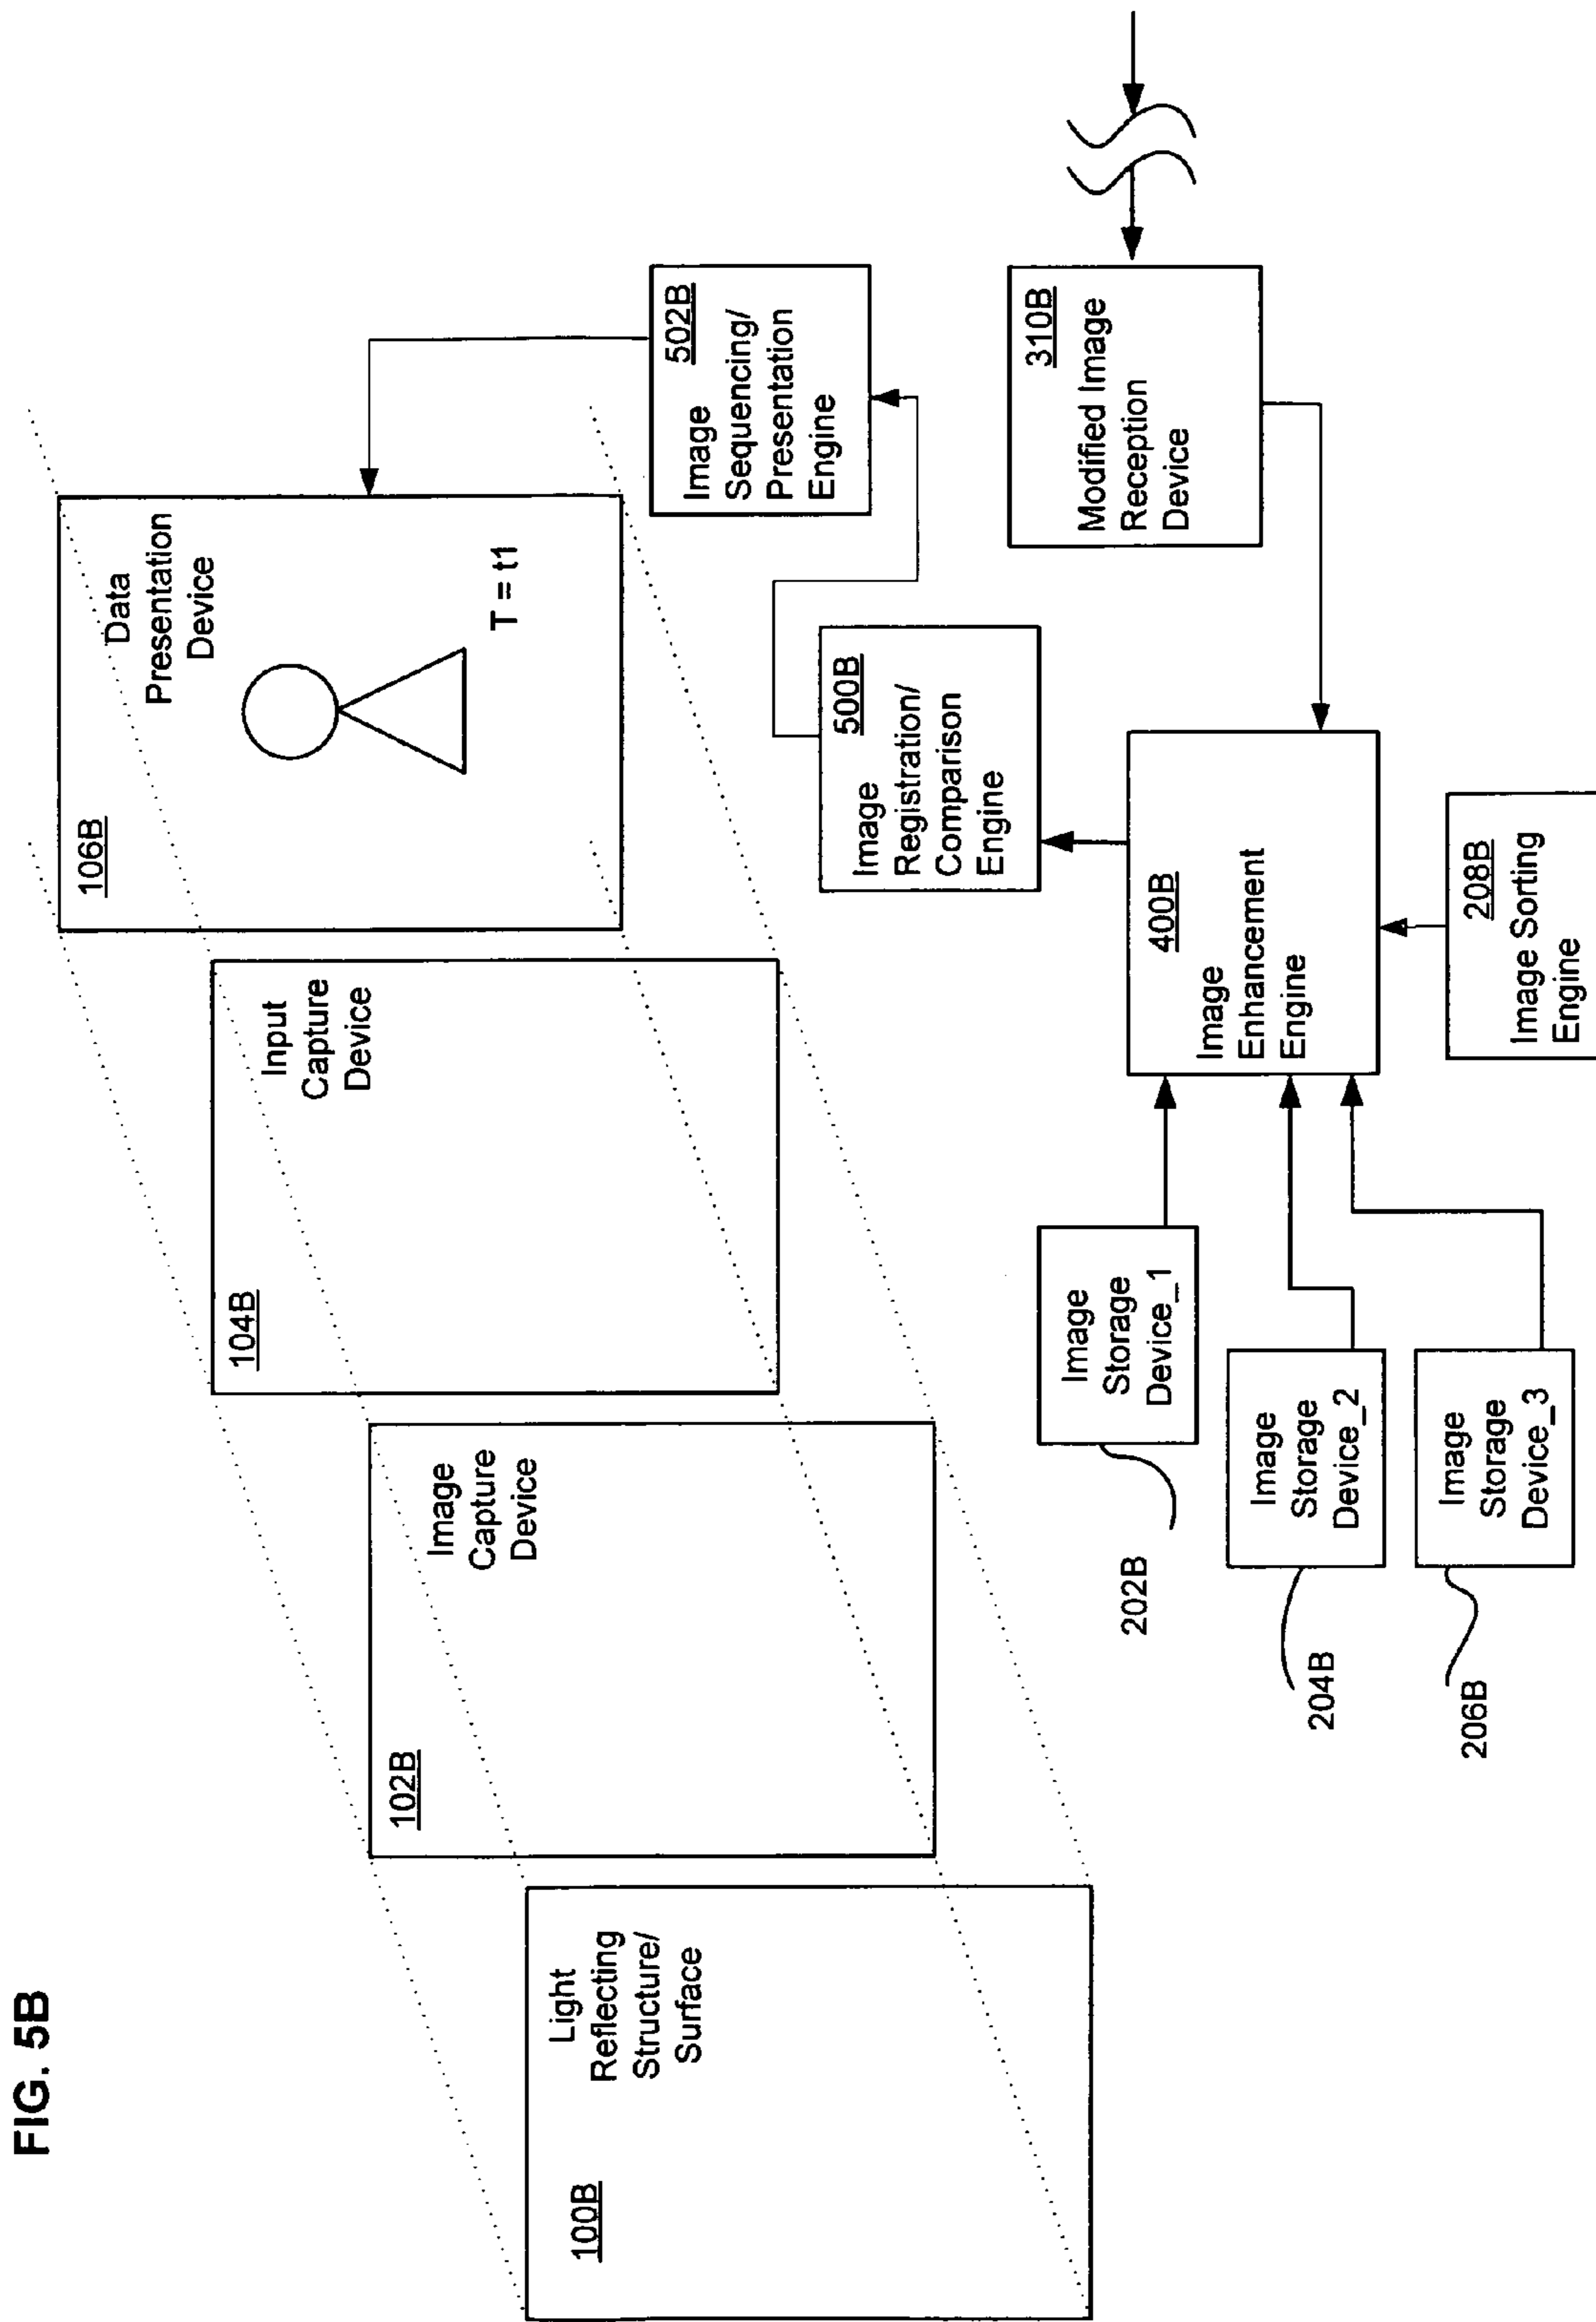 FIG. 5B
100B
Light
Reflecting
Structure/
Surface
102B
Image
Capture
Device
104B
Input
Capture
Device
106B
Data
Presentation
Device
T = t1
502B
Image
Sequencing/
Presentation
Engine
500B
Image
Registration/
Comparison
Engine
310B
Modified Image
Reception
Device
400B
Image
Enhancement
Engine
208B
Image Sorting
Engine
Image
Storage
Device_1
202B
Image
Storage
Device_2
204B
Image
Storage
Device_3
206B